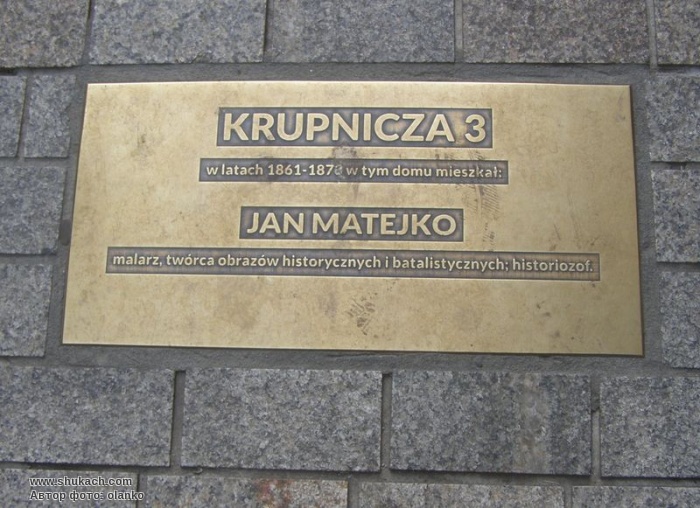 KRUPNICZA 3
w latach 1861-1878 w tym domu mieszkał:
JAN MATEJKO
malarz, twórca obrazów historycznych i batalistycznych; historiozof.
www.shukach.com
Автор фото: olanko